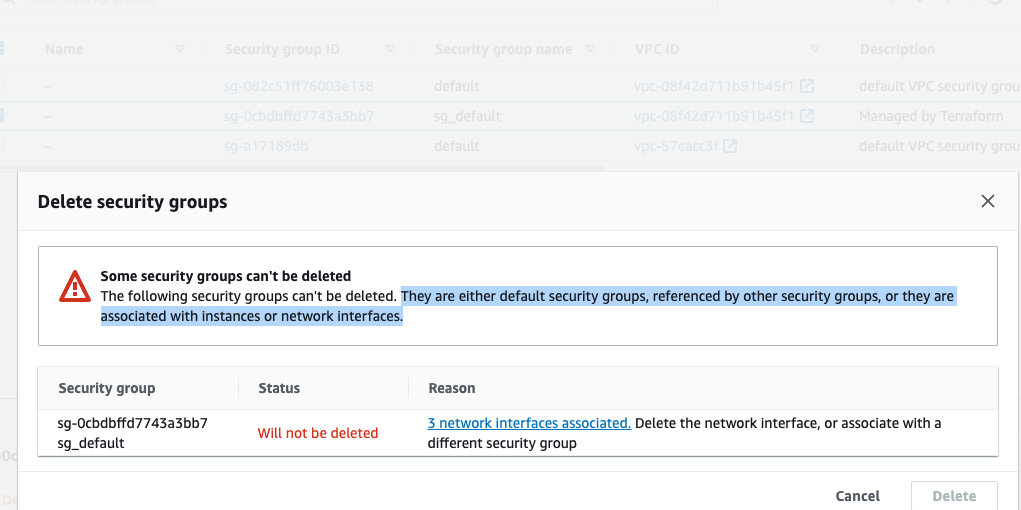 Filter security groups
Name Security group ID Security group name VPC ID Description
– sg-082c51ff76003e138 default vpc-08f42d711b91b45f1 default VPC security grou
– sg-0cbdbffd7743a3bb7 sg_default vpc-08f42d711b91b45f1 Managed by Terraform
– sg-a17189db default vpc-57eacc3f default VPC security grou
Delete security groups
Some security groups can't be deleted
The following security groups can't be deleted. They are either default security groups, referenced by other security groups, or they are
associated with instances or network interfaces.
Security group Status Reason
sg-0cbdbffd7743a3bb7
sg_default
Will not be deleted
3 network interfaces associated. Delete the network interface, or associate with a
different security group
Cancel Delete